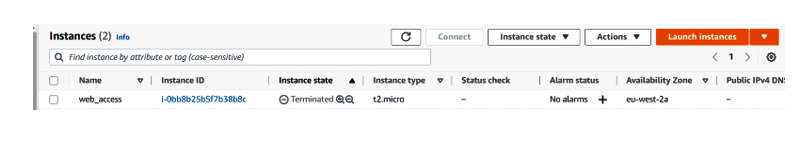 Instances (2) Info Connect Instance state ▼ Actions ▼ Launch instances ▼
Find instance by attribute or tag (case-sensitive) < 1 >
Name Instance ID Instance state Instance type Status check Alarm status Availability Zone Public IPv4 DNS
web_access i-0bb8b25b5f7b38b8c Terminated t2.micro – No alarms + eu-west-2a –